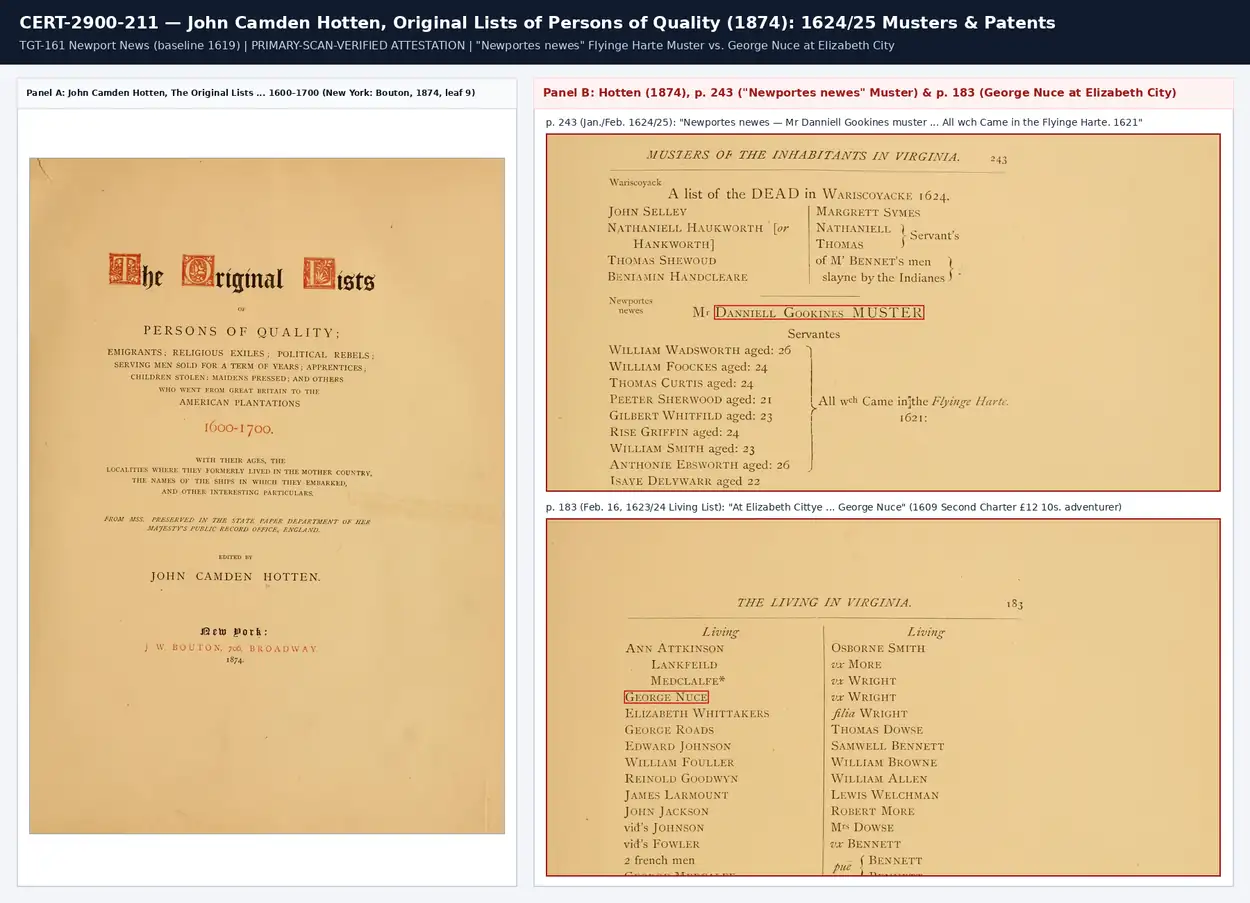 CERT-2900-211 — John Camden Hotten, Original Lists of Persons of Quality (1874): 1624/25 Musters & Patents
TGT-161 Newport News (baseline 1619) | PRIMARY-SCAN-VERIFIED ATTESTATION | "Newportes newes" Flyinge Harte Muster vs. George Nuce at Elizabeth City
Panel A: John Camden Hotten, The Original Lists ... 1600-1700 (New York: Bouton, 1874, leaf 9)
The Original Lists
OF
PERSONS OF QUALITY;
EMIGRANTS; RELIGIOUS EXILES; POLITICAL REBELS;
SERVING MEN SOLD FOR A TERM OF YEARS; APPRENTICES;
CHILDREN STOLEN; MAIDENS PRESSED; AND OTHERS
WHO WENT FROM GREAT BRITAIN TO THE
AMERICAN PLANTATIONS
1600-1700.
WITH THEIR AGES, THE
LOCALITIES WHERE THEY FORMERLY LIVED IN THE MOTHER COUNTRY,
THE NAMES OF THE SHIPS IN WHICH THEY EMBARKED,
AND OTHER INTERESTING PARTICULARS.
FROM MSS. PRESERVED IN THE STATE PAPER DEPARTMENT OF HER
MAJESTY'S PUBLIC RECORD OFFICE, ENGLAND.
EDITED BY
JOHN CAMDEN HOTTEN.
New York:
J. W. BOUTON, 706, BROADWAY.
1874.
Panel B: Hotten (1874), p. 243 ("Newportes newes" Muster) & p. 183 (George Nuce at Elizabeth City)
p. 243 (Jan./Feb. 1624/25): "Newportes newes — Mr Danniell Gookines muster ... All wch Came in the Flyinge Harte. 1621"
MUSTERS OF THE INHABITANTS IN VIRGINIA. 243
Wariscoyack
A list of the DEAD in WARISCOYACKE 1624.
JOHN SELLEY
NATHANIELL HAUKWORTH [or
HANKWORTH]
THOMAS SHEWOUD
BENIAMIN HANDCLEARE
MARGRETT SYMES
NATHANIELL
THOMAS } Servant's
of Mr BENNET's men
slayne by the Indianes }
Newportes
newes
Mr DANNIELL GOOKINES MUSTER
Servantes
WILLIAM WADSWORTH aged: 26
WILLIAM FOOCKES aged: 24
THOMAS CURTIS aged: 24
PEETER SHERWOOD aged: 21
GILBERT WHITFILD aged: 23
RISE GRIFFIN aged: 24
WILLIAM SMITH aged: 23
ANTHONIE EBSWORTH aged: 26
ISAYE DELYWARR aged 22
All wch Came in the Flyinge Harte.
1621:
p. 183 (Feb. 16, 1623/24 Living List): "At Elizabeth Cittye ... George Nuce" (1609 Second Charter £12 10s. adventurer)
THE LIVING IN VIRGINIA. 183
Living
ANN ATTKINSON
LANKFEILD
MEDCLALFE*
GEORGE NUCE
ELIZABETH WHITTAKERS
GEORGE ROADS
EDWARD JOHNSON
WILLIAM FOULLER
REINOLD GOODWYN
JAMES LARMOUNT
JOHN JACKSON
vid's JOHNSON
vid's FOWLER
2 french men
GEORGE MEDCALFE
Living
OSBORNE SMITH
vx MORE
vx WRIGHT
vx WRIGHT
filia WRIGHT
THOMAS DOWSE
SAMWELL BENNETT
WILLIAM BROWNE
WILLIAM ALLEN
LEWIS WELCHMAN
ROBERT MORE
Mrs DOWSE
vx BENNETT
pue { BENNETT
BENNETT